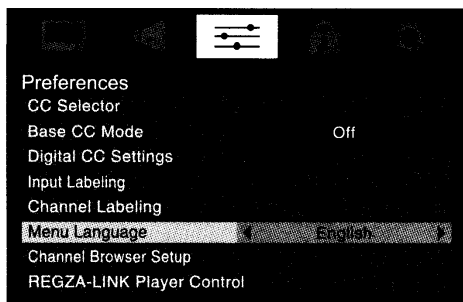 Preferences
CC Selector
Base CC Mode Off
Digital CC Settings
Input Labeling
Channel Labeling
Menu Language English
Channel Browser Setup
REGZA-LINK Player Control